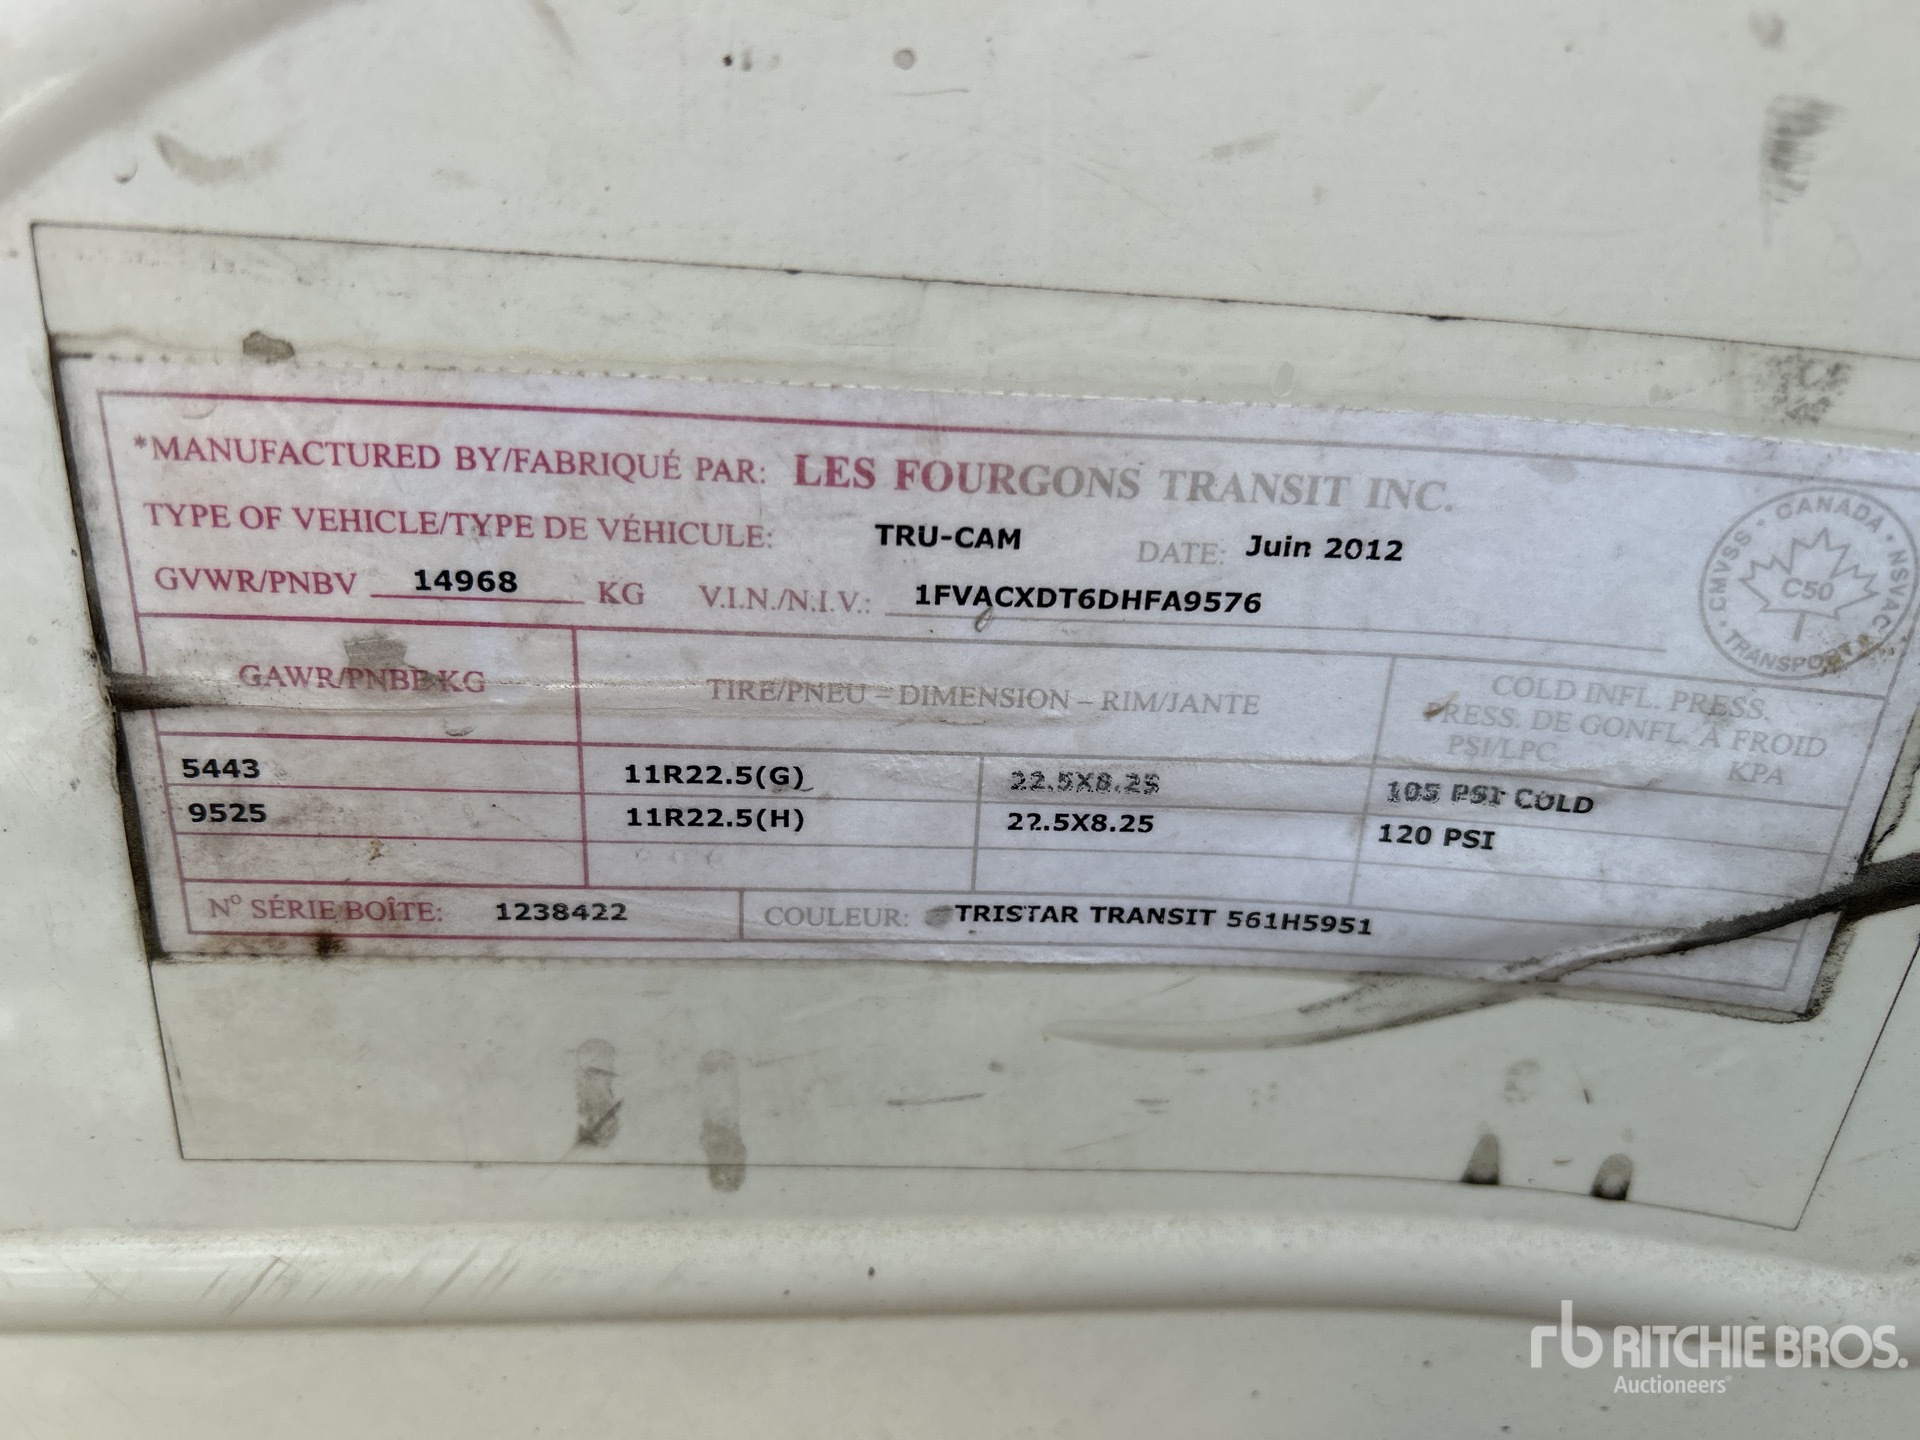 *MANUFACTURED BY/FABRIQUÉ PAR: LES FOURGONS TRANSIT INC.
TYPE OF VEHICLE/TYPE DE VÉHICULE: TRU-CAM DATE: Juin 2012
GVWR/PNBV 14968 KG V.I.N./N.I.V.: 1FVACXDT6DHFA9576
CANADA • NSVAC • TRANSPORT • CMVSS •
C50
GAWR/PNBE KG TIRE/PNEU – DIMENSION – RIM/JANTE COLD INFL. PRESS.
PRESS. DE GONFL. À FROID
PSI/LPC KPA
5443 11R22.5(G) 22.5X8.25 105 PSI COLD
9525 11R22.5(H) 22.5X8.25 120 PSI
Nº SÉRIE BOÎTE: 1238422 COULEUR: TRISTAR TRANSIT 561H5951
rb RITCHIE BROS.
Auctioneers